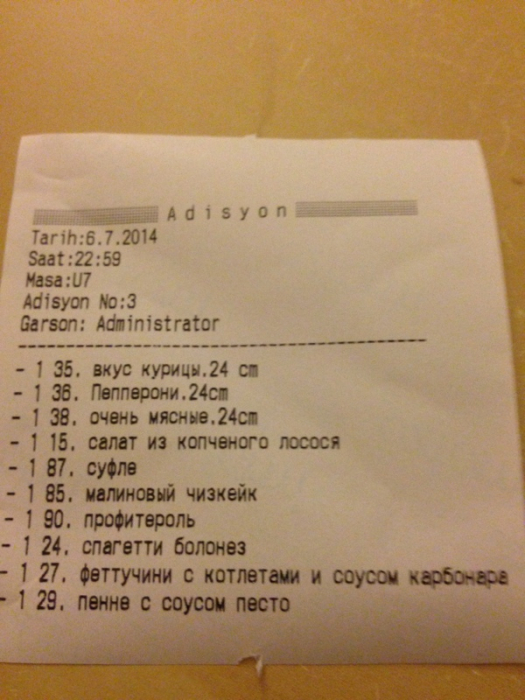 Adisyon
Tarih:6.7.2014
Saat:22:59
Masa:U7
Adisyon No:3
Garson: Administrator
- 1 35. вкус курицы.24 cm
- 1 36. Пепперони.24cm
- 1 38. очень мясные.24cm
- 1 15. салат из копченого лосося
- 1 87. суфле
- 1 85. малиновый чизкейк
- 1 90. профитероль
- 1 24. спагетти болонез
- 1 27. феттучини с котлетами и соусом карбонара
- 1 29. пенне с соусом песто